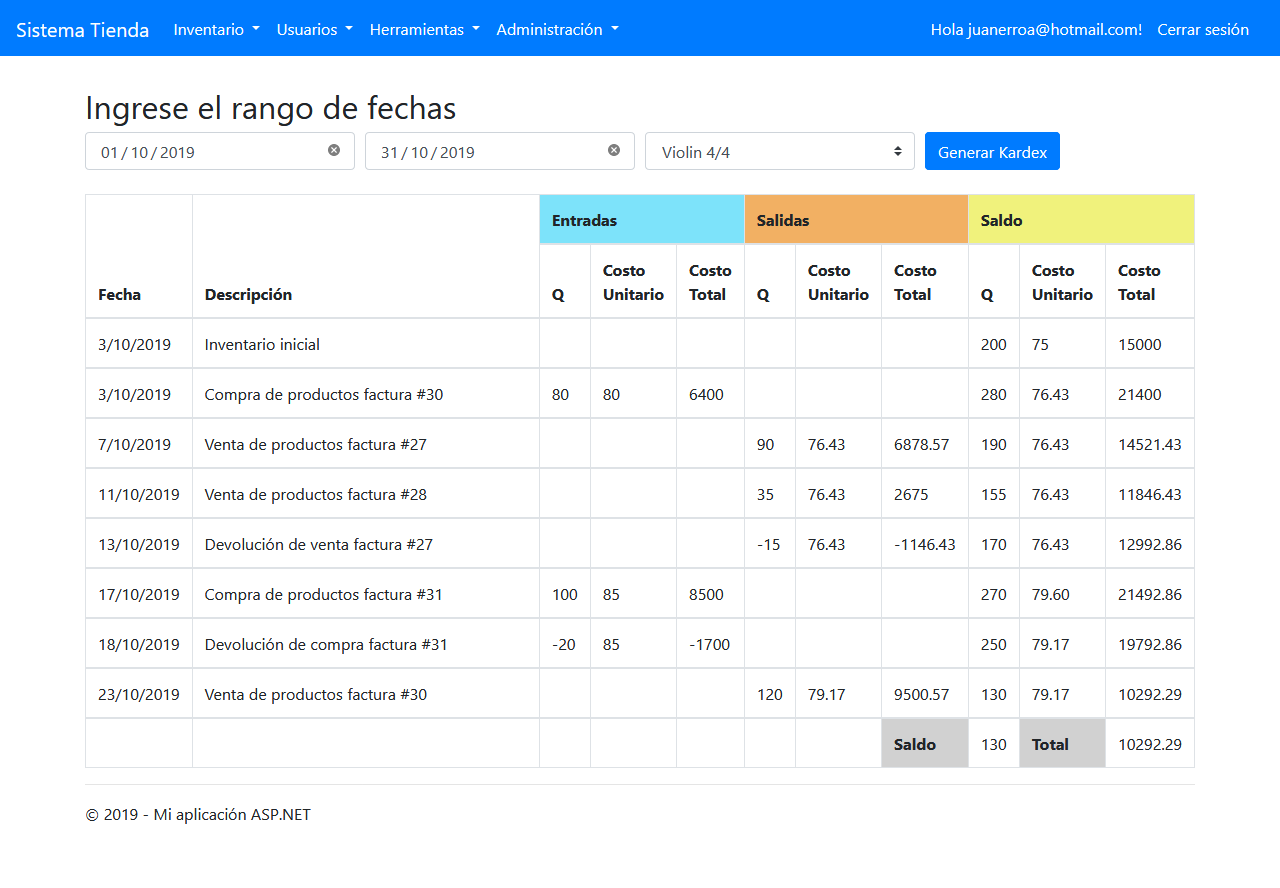 Sistema Tienda Inventario Usuarios Herramientas Administración Hola juanerroa@hotmail.com! Cerrar sesión
Ingrese el rango de fechas
01/10/2019 31/10/2019 Violin 4/4 Generar Kardex
Entradas Salidas Saldo
Fecha Descripción Q Costo Unitario Costo Total Q Costo Unitario Costo Total Q Costo Unitario Costo Total
3/10/2019 Inventario inicial 200 75 15000
3/10/2019 Compra de productos factura #30 80 80 6400 280 76.43 21400
7/10/2019 Venta de productos factura #27 90 76.43 6878.57 190 76.43 14521.43
11/10/2019 Venta de productos factura #28 35 76.43 2675 155 76.43 11846.43
13/10/2019 Devolución de venta factura #27 -15 76.43 -1146.43 170 76.43 12992.86
17/10/2019 Compra de productos factura #31 100 85 8500 270 79.60 21492.86
18/10/2019 Devolución de compra factura #31 -20 85 -1700 250 79.17 19792.86
23/10/2019 Venta de productos factura #30 120 79.17 9500.57 130 79.17 10292.29
Saldo 130 Total 10292.29
© 2019 - Mi aplicación ASP.NET